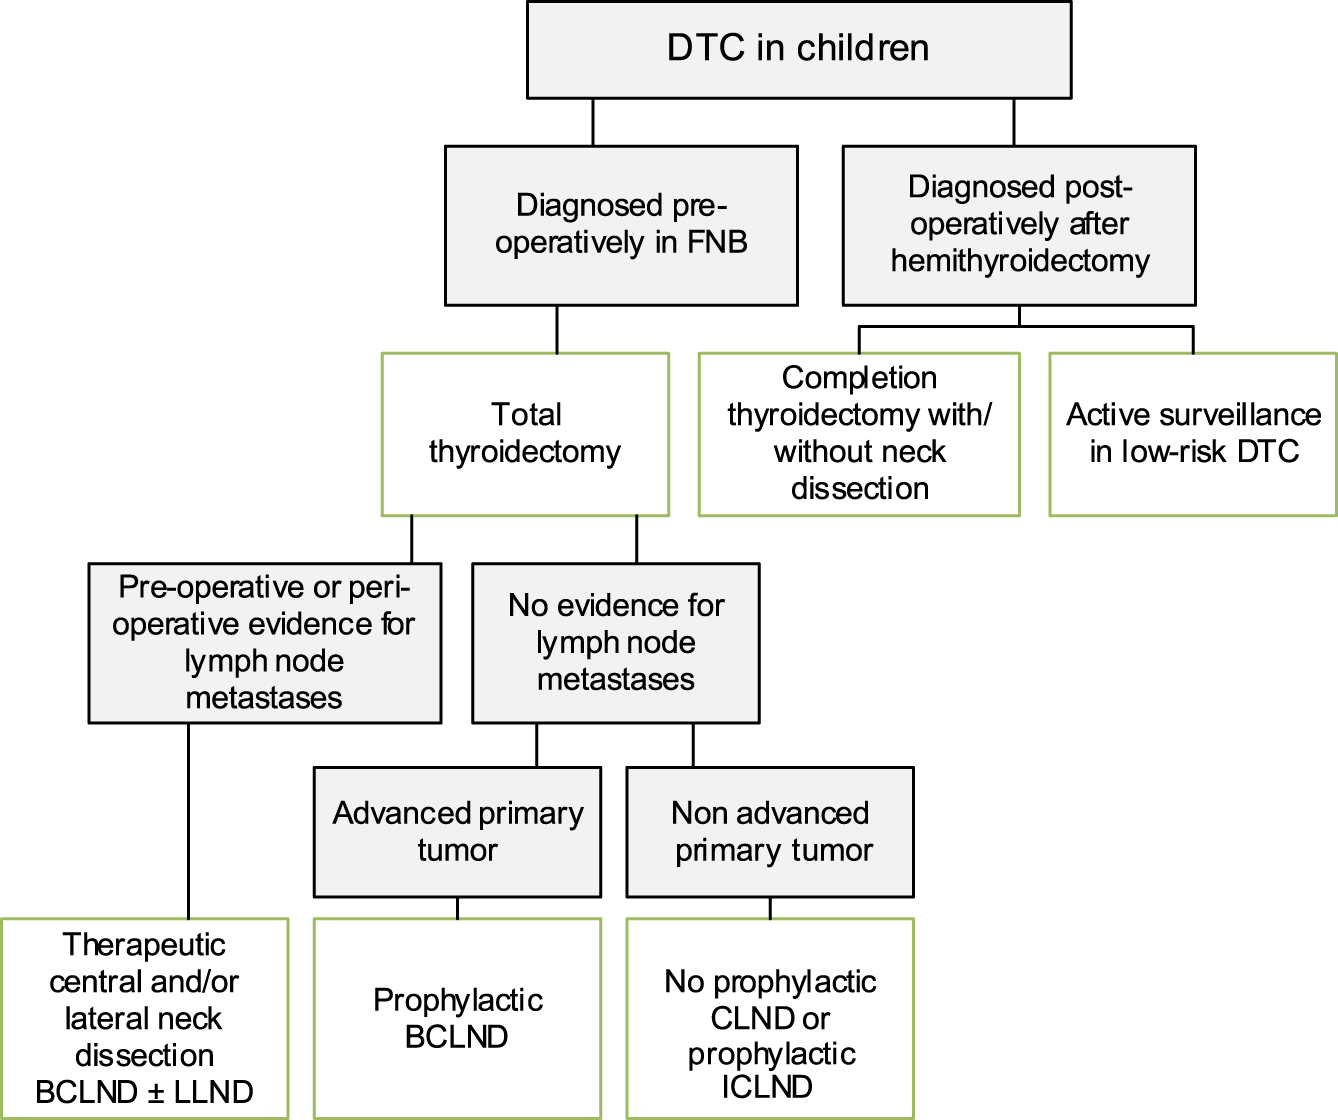 DTC in children
Diagnosed pre-
operatively in FNB
Diagnosed post-
operatively after
hemithyroidectomy
Total
thyroidectomy
Completion
thyroidectomy with/
without neck
dissection
Active surveillance
in low-risk DTC
Pre-operative or peri-
operative evidence for
lymph node
metastases
No evidence for
lymph node
metastases
Advanced primary
tumor
Non advanced
primary tumor
Therapeutic
central and/or
lateral neck
dissection
BCLND ± LLND
Prophylactic
BCLND
No prophylactic
CLND or
prophylactic
ICLND